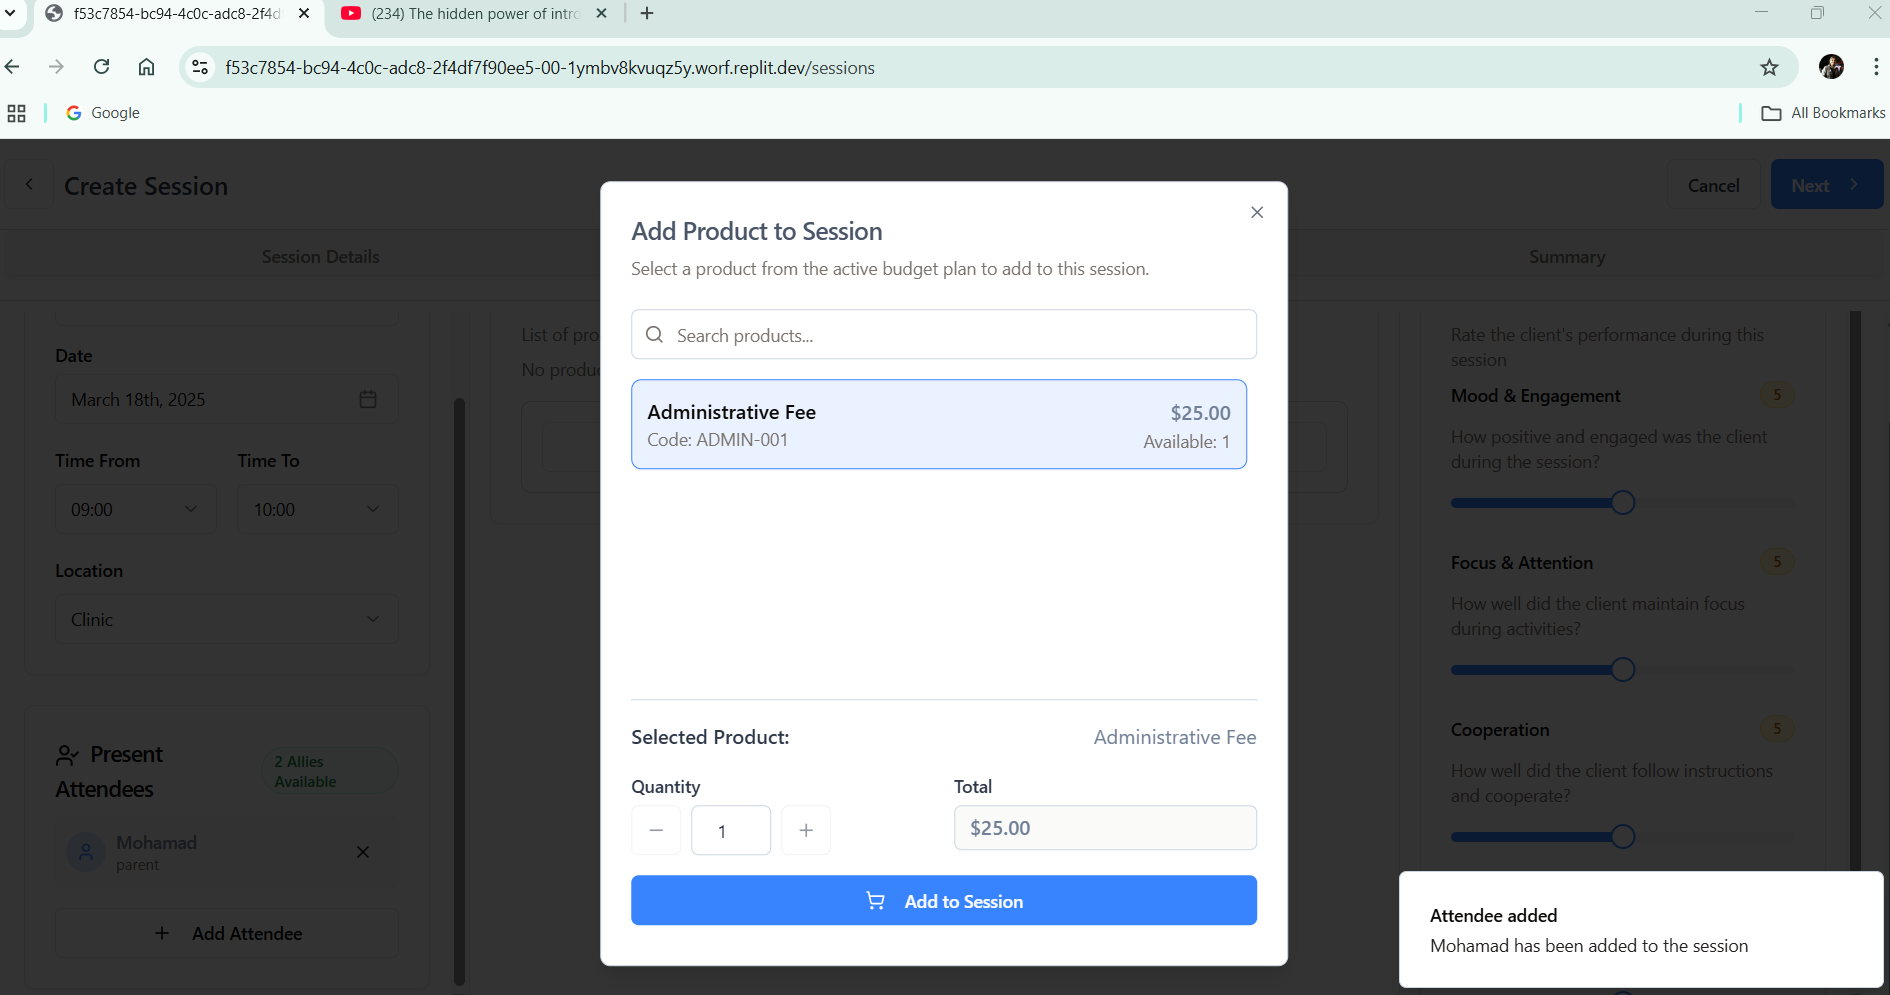 f53c7854-bc94-4c0c-adc8-2f4d
(234) The hidden power of intro
f53c7854-bc94-4c0c-adc8-2f4df7f90ee5-00-1ymbv8kvuqz5y.worf.replit.dev/sessions
Google
All Bookmarks
Create Session
Cancel
Next
Session Details
Summary
Date
March 18th, 2025
Time From
Time To
09:00
10:00
Location
Clinic
Present
Attendees
2 Allies
Available
Mohamad
parent
+ Add Attendee
List of pro
No produc
Add Product to Session
Select a product from the active budget plan to add to this session.
Search products...
Administrative Fee
$25.00
Code: ADMIN-001
Available: 1
Selected Product:
Administrative Fee
Quantity
Total
1
$25.00
Add to Session
Rate the client's performance during this
session
Mood & Engagement
5
How positive and engaged was the client
during the session?
Focus & Attention
5
How well did the client maintain focus
during activities?
Cooperation
5
How well did the client follow instructions
and cooperate?
Attendee added
Mohamad has been added to the session